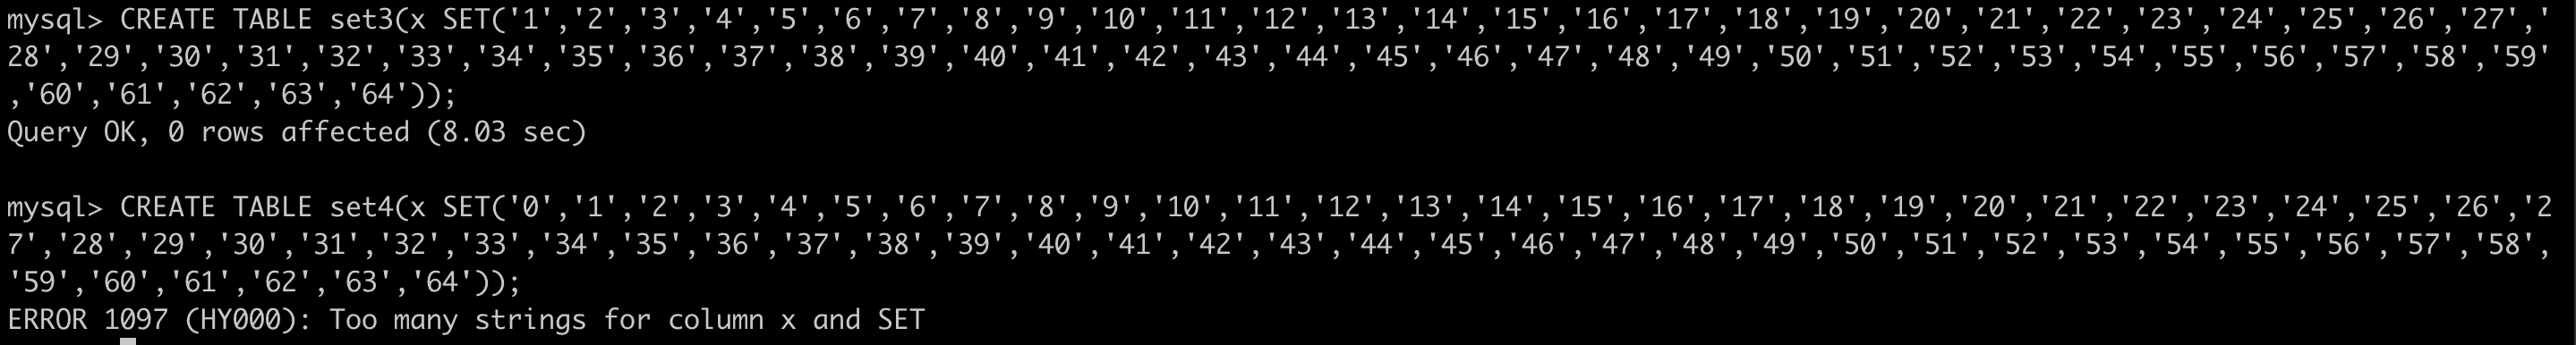 mysql> CREATE TABLE set3(x SET('1','2','3','4','5','6','7','8','9','10','11','12','13','14','15','16','17','18','19','20','21','22','23','24','25','26','27','
28','29','30','31','32','33','34','35','36','37','38','39','40','41','42','43','44','45','46','47','48','49','50','51','52','53','54','55','56','57','58','59'
,'60','61','62','63','64'));
Query OK, 0 rows affected (8.03 sec)
mysql> CREATE TABLE set4(x SET('0','1','2','3','4','5','6','7','8','9','10','11','12','13','14','15','16','17','18','19','20','21','22','23','24','25','26','2
7','28','29','30','31','32','33','34','35','36','37','38','39','40','41','42','43','44','45','46','47','48','49','50','51','52','53','54','55','56','57','58',
'59','60','61','62','63','64'));
ERROR 1097 (HY000): Too many strings for column x and SET